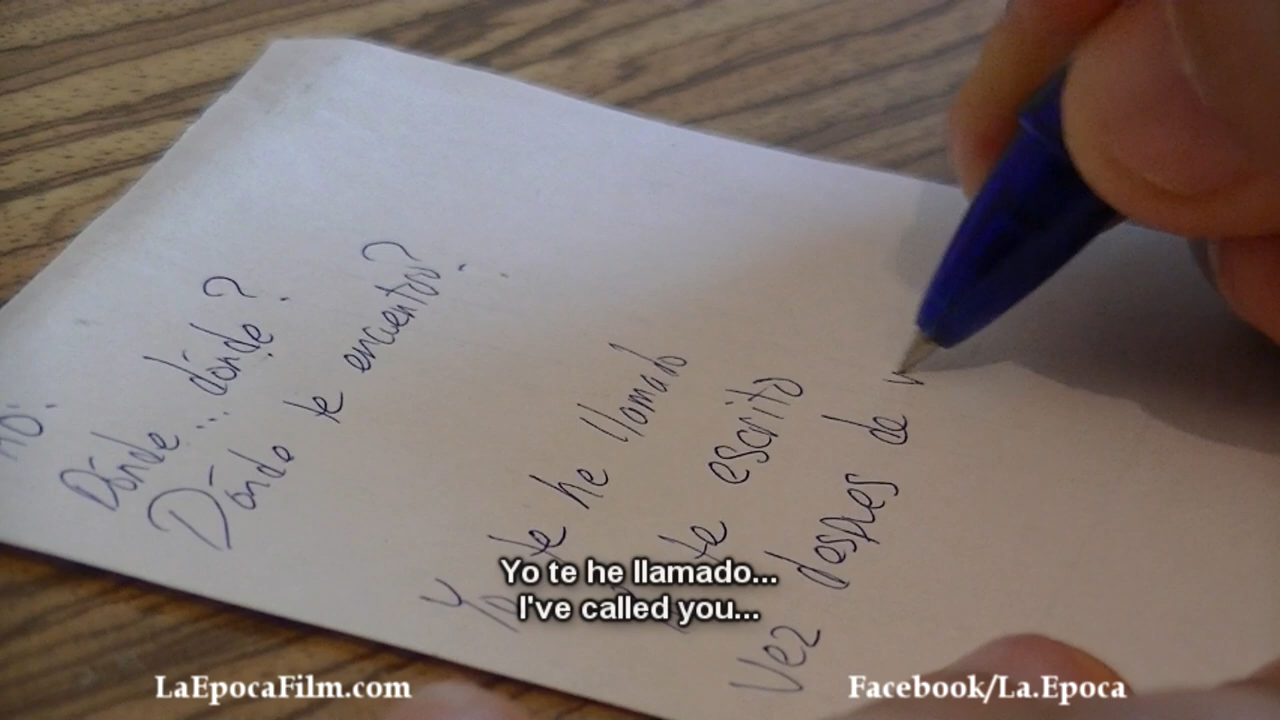 Dónde... dónde?
Dónde te encuentro?
Yo te he llamado
te escrito
Vez despres de v
Yo te he llamado...
I've called you...
LaEpocaFilm.com
Facebook/La.Epoca